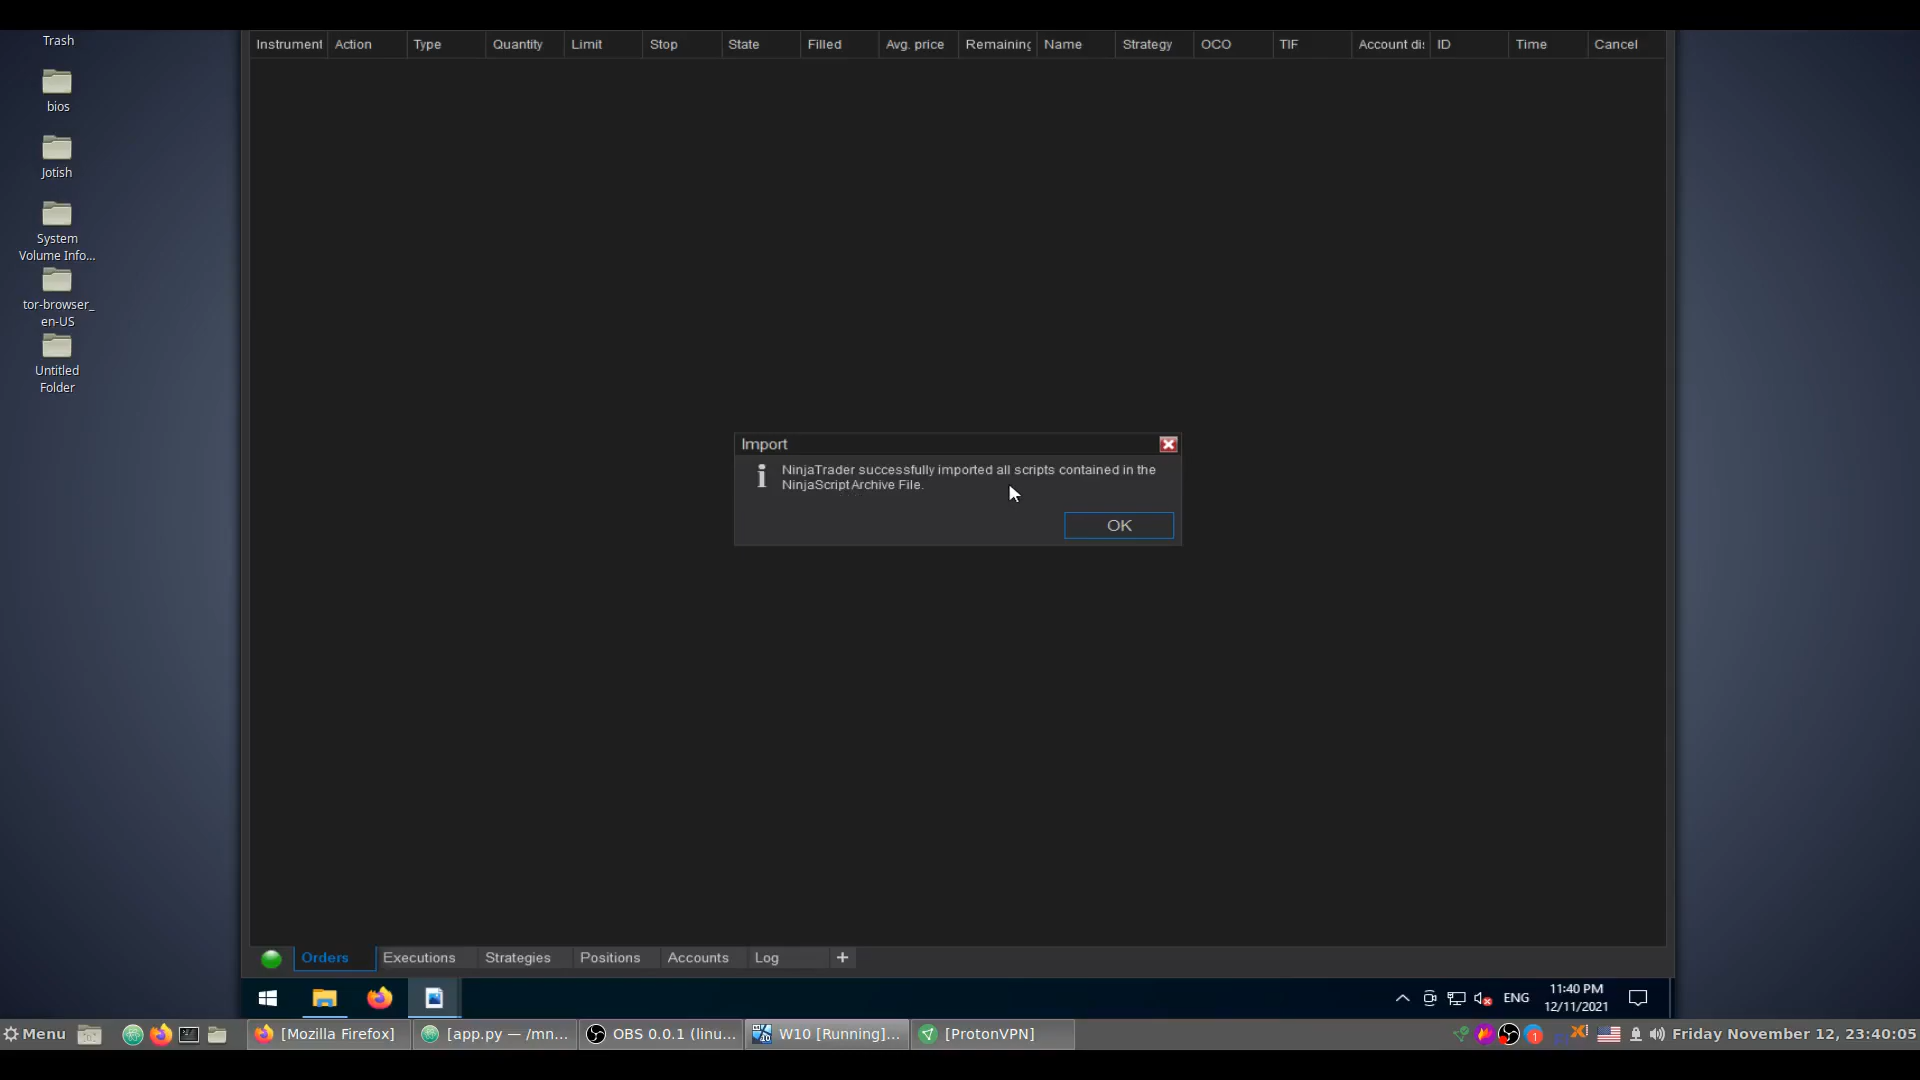 Trash
bios
Jotish
System
Volume Info...
tor-browser_
en-US
Untitled
Folder
Instrument Action Type Quantity Limit Stop State Filled Avg. price Remaining Name Strategy OCO TIF Account di ID Time Cancel
Import
NinjaTrader successfully imported all scripts contained in the
NinjaScript Archive File.
OK
Orders Executions Strategies Positions Accounts Log +
ENG
11:40 PM
12/11/2021
Menu [Mozilla Firefox] [app.py — /mn... OBS 0.0.1 (linu... W10 [Running]... [ProtonVPN] Friday November 12, 23:40:05